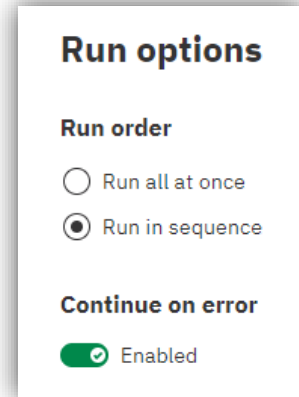 Run options
Run order
Run all at once
Run in sequence
Continue on error
Enabled